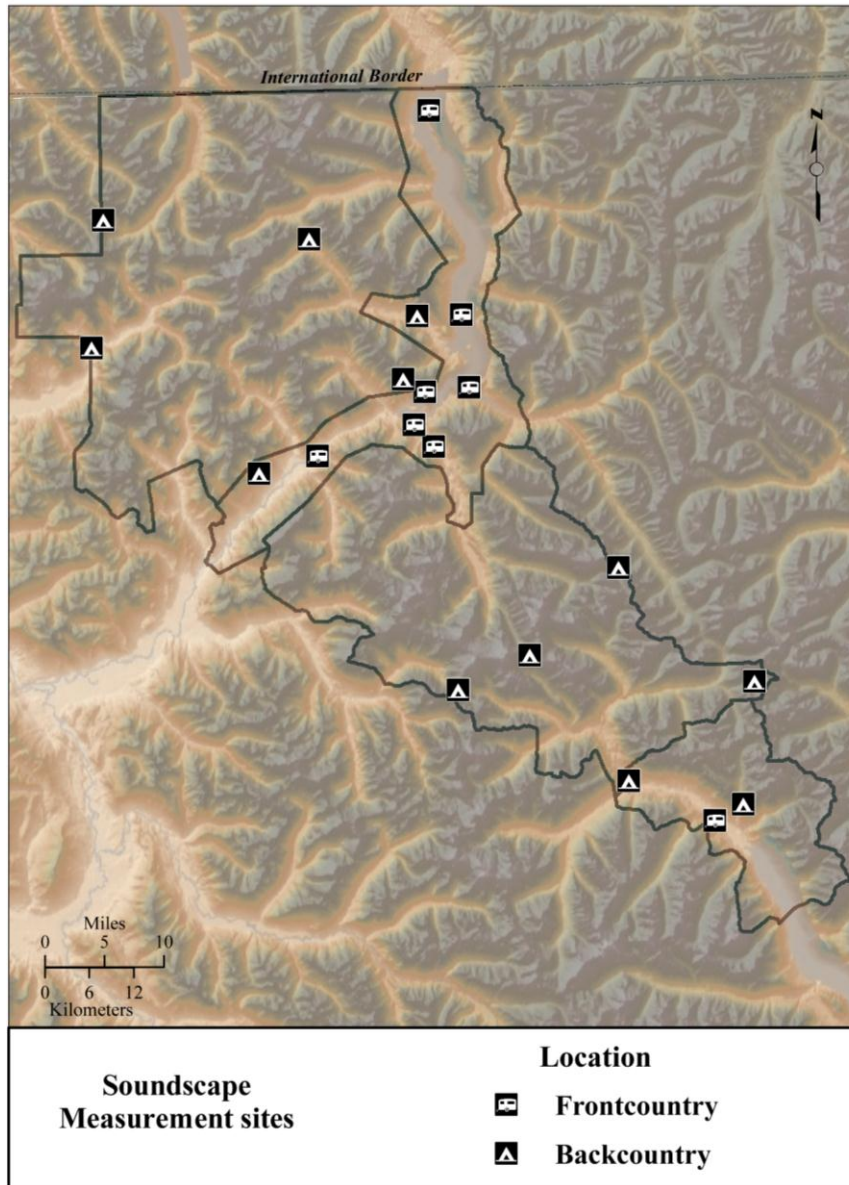 International Border
N
Miles
0 5 10
0 6 12
Kilometers
Soundscape
Measurement sites
Location
Frontcountry
Backcountry